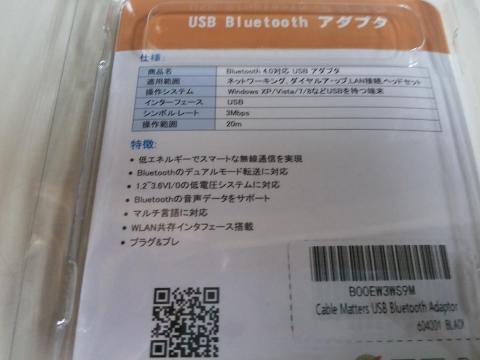 USB Bluetooth アダプタ
仕様:
商品名 Bluetooth 4.0対応 USB アダプタ
適用範囲 ネットワーキング、ダイヤルアップ,LAN接続,ヘッドセット
操作システム Windows XP/Vista/7/8などUSBを持つ端末
インターフェース USB
シンボル・レート 3Mbps
操作範囲 20m
特徴:
• 低エネルギーでスマートな無線通信を実現
• Bluetoothのデュアルモード転送に対応
• 1.2~3.6VI/0の低電圧システムに対応
• Bluetoothの音声データをサポート
• マルチ言語に対応
• WLAN共存インタフェース搭載
• プラグ&プレ
B00EW3WS9M
Cable Matters USB Bluetooth Adaptor
604001 BLACK